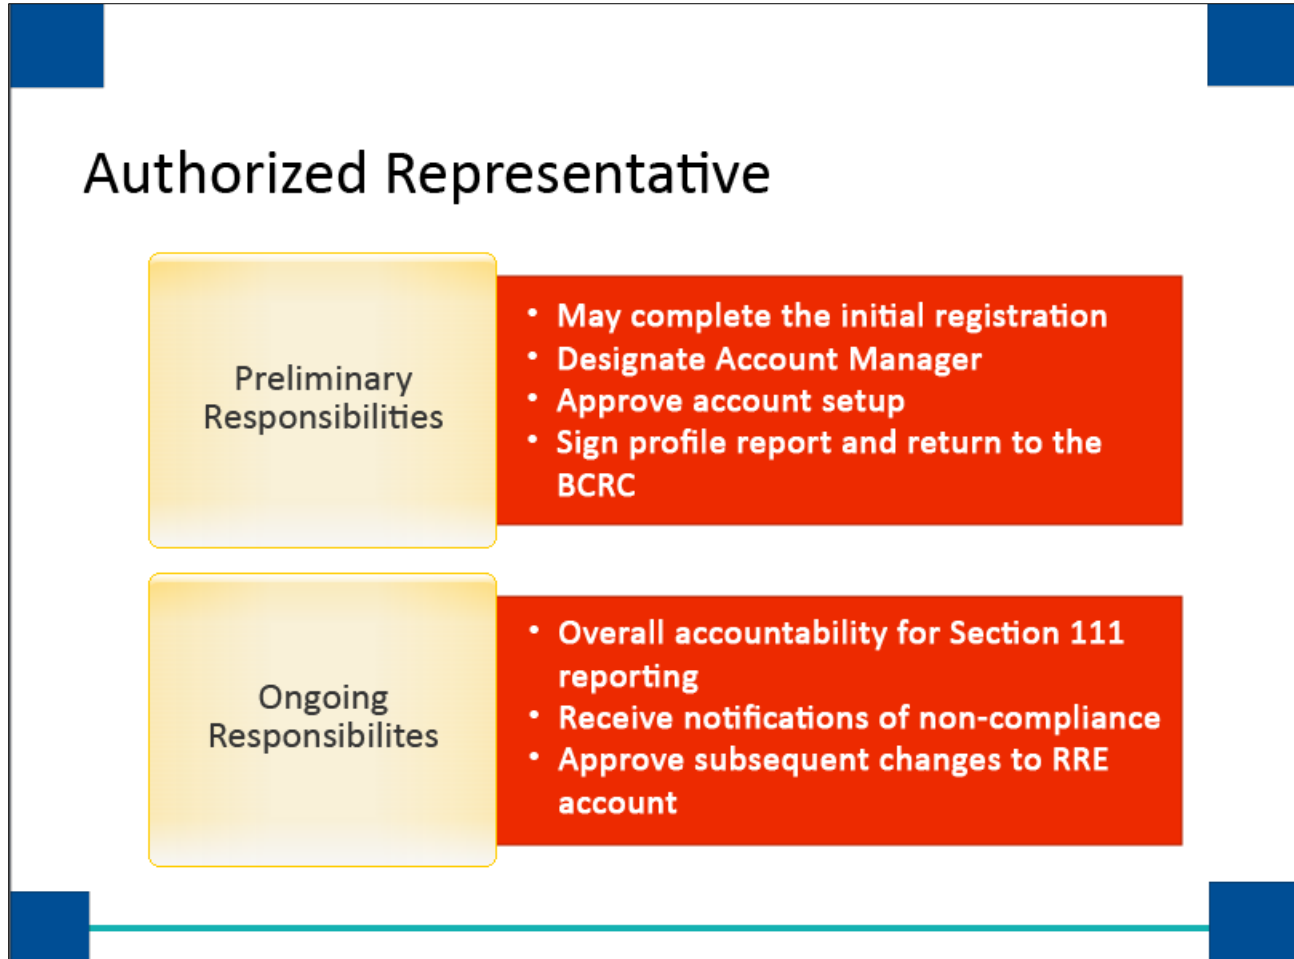 Authorized Representative
Preliminary
Responsibilities
• May complete the initial registration
• Designate Account Manager
• Approve account setup
• Sign profile report and return to the
BCRC
Ongoing
Responsibilites
• Overall accountability for Section 111
reporting
• Receive notifications of non-compliance
• Approve subsequent changes to RRE
account